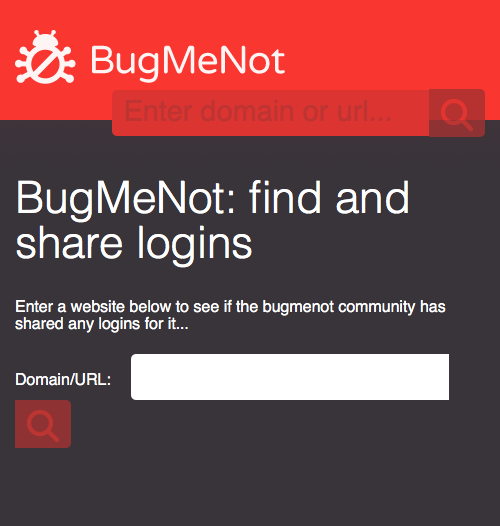 BugMeNot
Enter domain or url...
BugMeNot: find and
share logins
Enter a website below to see if the bugmenot community has
shared any logins for it...
Domain/URL: